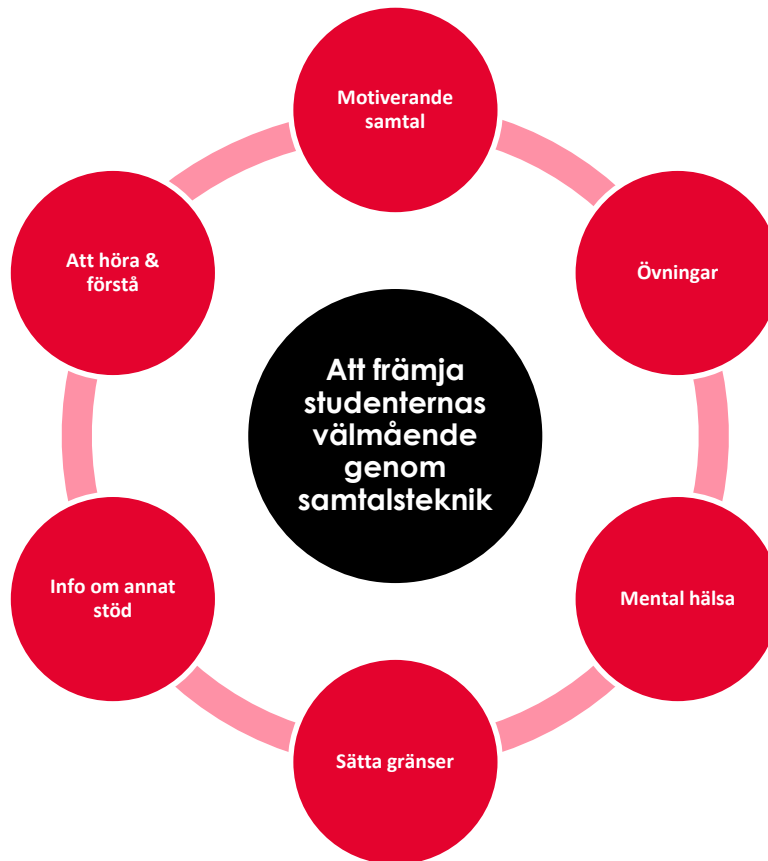 Motiverande
samtal
Övningar
Mental hälsa
Sätta gränser
Info om annat
stöd
Att höra &
förstå
Att främja
studenternas
välmående
genom
samtalsteknik